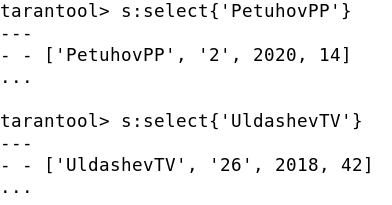 tarantool> s:select{'PetuhovPP'}
---
- - ['PetuhovPP', '2', 2020, 14]
...
tarantool> s:select{'UldashevTV'}
---
- - ['UldashevTV', '26', 2018, 42]
...